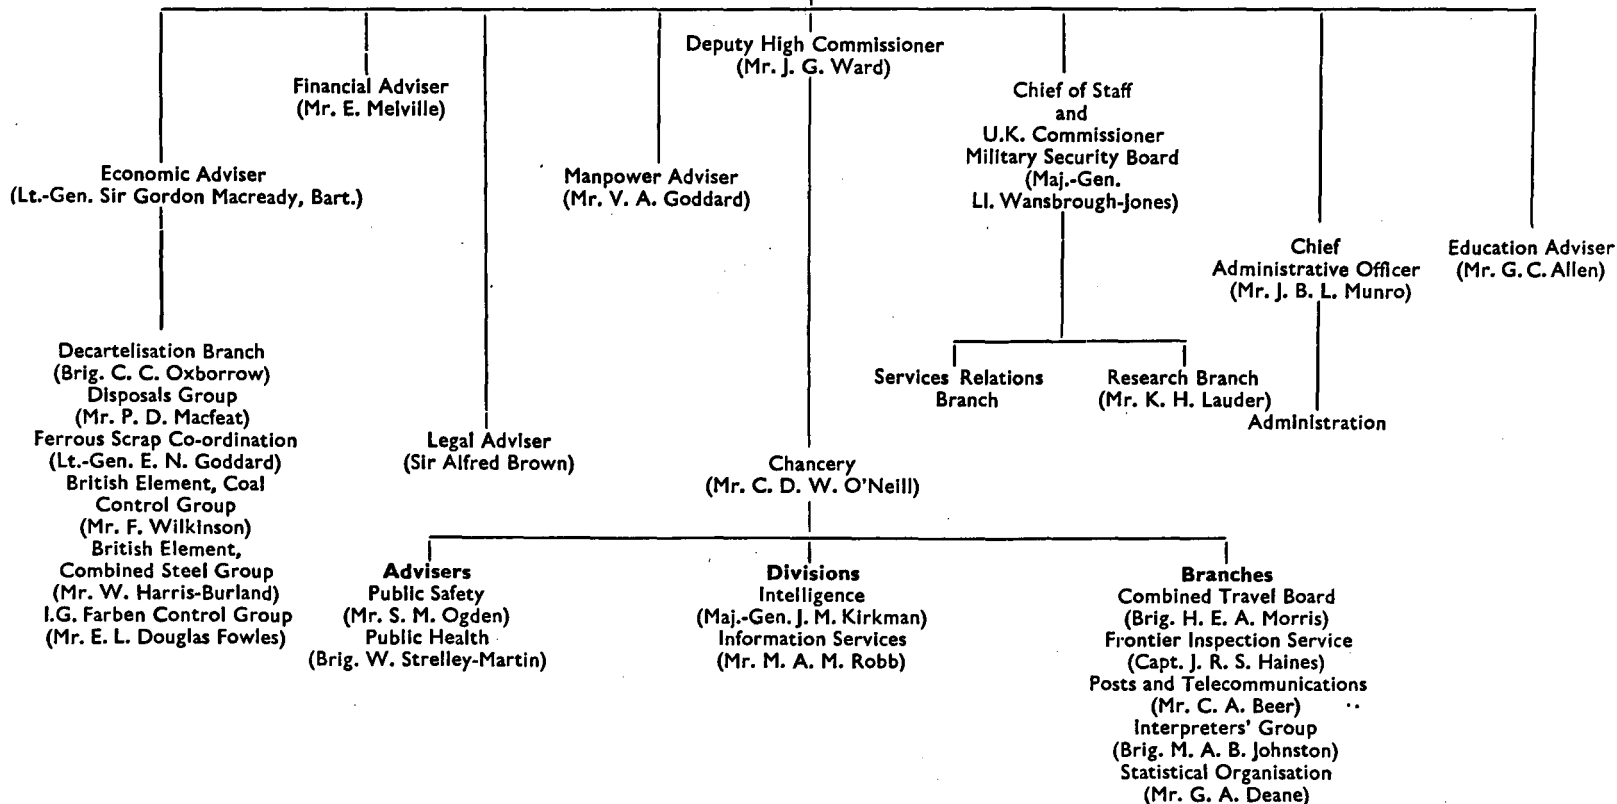 Deputy High Commissioner
(Mr. J. G. Ward)
Financial Adviser
(Mr. E. Melville)
Chief of Staff
and
U.K. Commissioner
Military Security Board
(Maj.-Gen.
Ll. Wansbrough-Jones)
Economic Adviser
(Lt.-Gen. Sir Gordon Macready, Bart.)
Manpower Adviser
(Mr. V. A. Goddard)
Chief
Administrative Officer
(Mr. J. B. L. Munro)
Education Adviser
(Mr. G. C. Allen)
Decartelisation Branch
(Brig. C. C. Oxborrow)
Disposals Group
(Mr. P. D. Macfeat)
Ferrous Scrap Co-ordination
(Lt.-Gen. E. N. Goddard)
British Element, Coal
Control Group
(Mr. F. Wilkinson)
British Element,
Combined Steel Group
(Mr. W. Harris-Burland)
I.G. Farben Control Group
(Mr. E. L. Douglas Fowles)
Legal Adviser
(Sir Alfred Brown)
Services Relations
Branch
Research Branch
(Mr. K. H. Lauder)
Administration
Chancery
(Mr. C. D. W. O'Neill)
Advisers
Public Safety
(Mr. S. M. Ogden)
Public Health
(Brig. W. Strelley-Martin)
Divisions
Intelligence
(Maj.-Gen. J. M. Kirkman)
Information Services
(Mr. M. A. M. Robb)
Branches
Combined Travel Board
(Brig. H. E. A. Morris)
Frontier Inspection Service
(Capt. J. R. S. Haines)
Posts and Telecommunications
(Mr. C. A. Beer)
Interpreters' Group
(Brig. M. A. B. Johnston)
Statistical Organisation
(Mr. G. A. Deane)